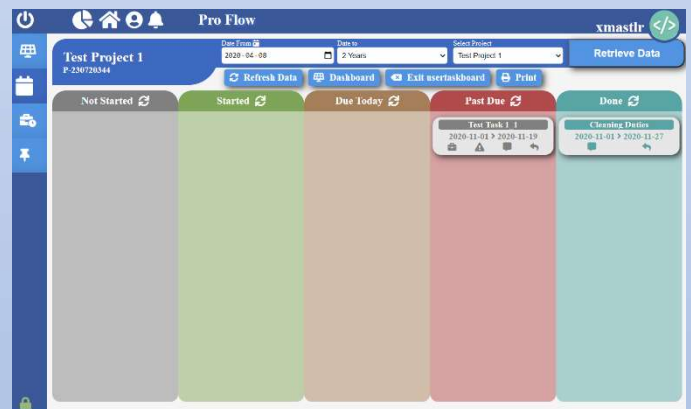 Pro Flow
xmastlr </>
Test Project 1
P-230720344
Date From
2020-04-08
Date to
2 Years
Select Project
Test Project 1
Retrieve Data
Refresh Data Dashboard Exit usertaskboard Print
Not Started Started Due Today Past Due Done
Test Task 1_1
2020-11-01 > 2020-11-19
Cleaning Duties
2020-11-01 > 2020-11-27